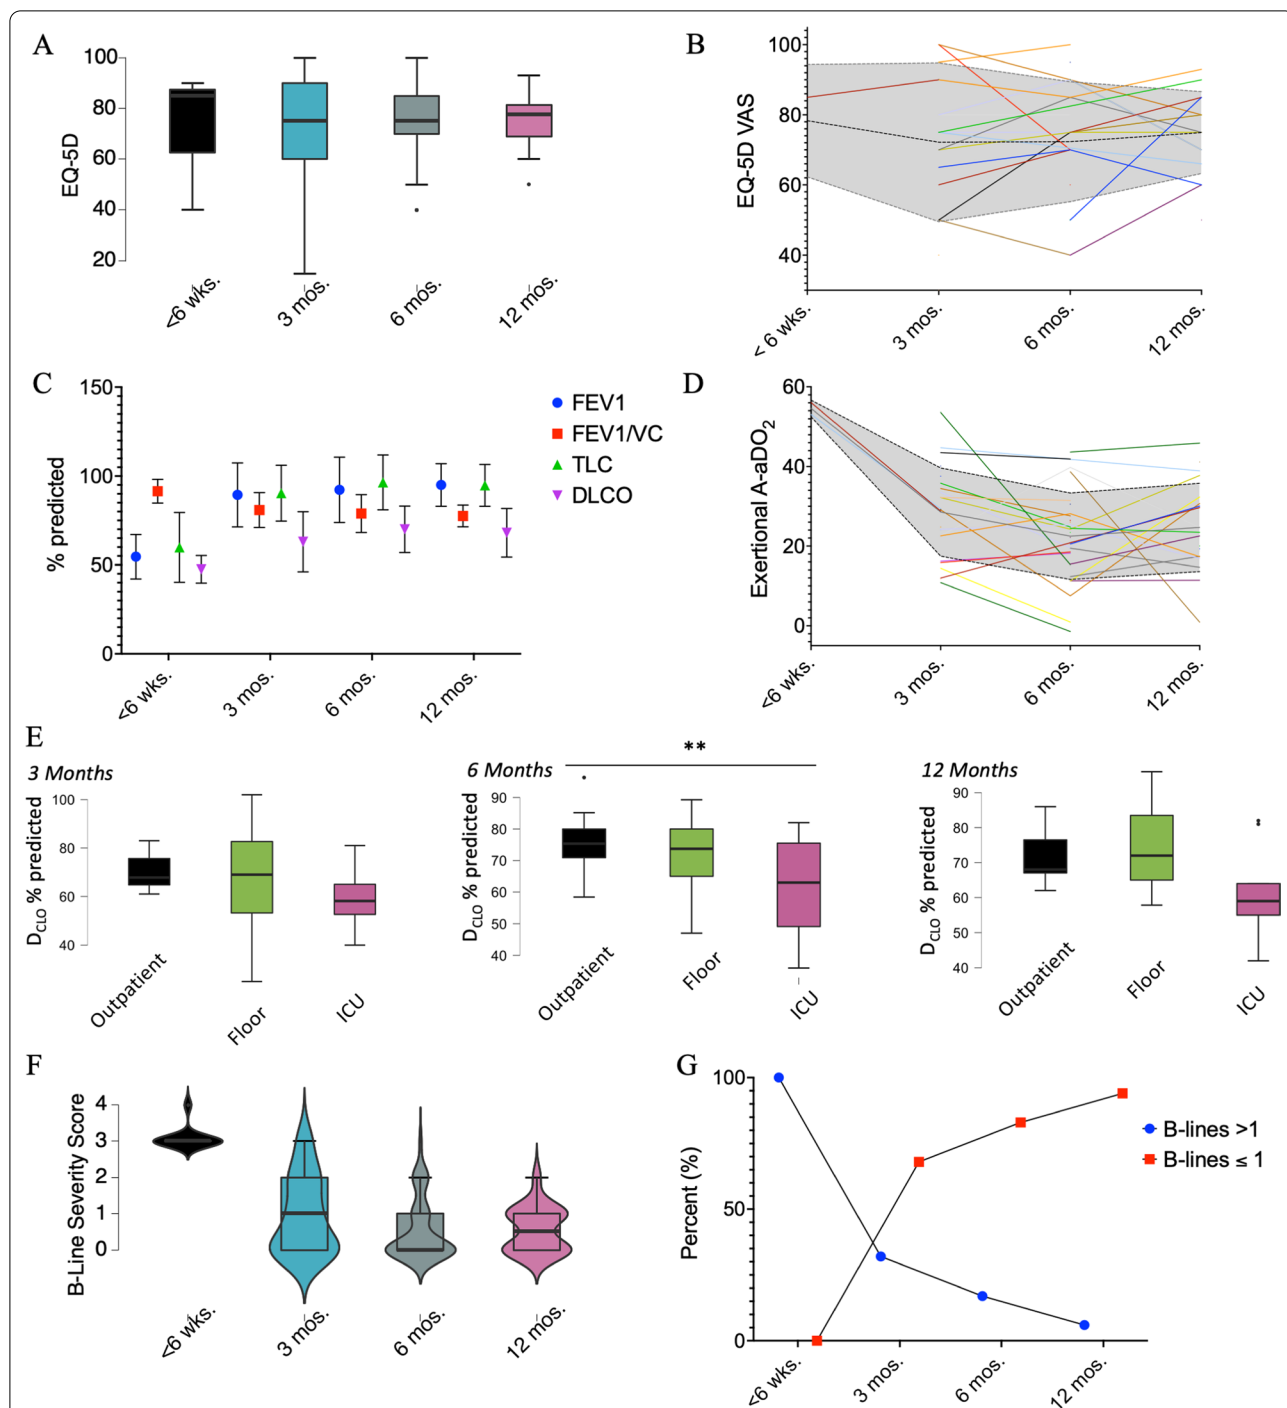 A
EQ-5D
100
80
60
40
20
<6 wks.
3 mos.
6 mos.
12 mos.
B
EQ-5D VAS
100
80
60
40
< 6 wks.
3 mos.
6 mos.
12 mos.
C
% predicted
150
100
50
0
<6 wks.
3 mos.
6 mos.
12 mos.
FEV1
FEV1/VC
TLC
DLCO
D
Exertional A-aDO2
60
40
20
0
<6 wks.
3 mos.
6 mos.
12 mos.
E
3 Months
DCLO % predicted
100
80
60
40
Outpatient
Floor
ICU
6 Months
**
DCLO % predicted
90
80
70
60
50
40
Outpatient
Floor
ICU
12 Months
DCLO % predicted
90
80
70
60
50
40
Outpatient
Floor
ICU
F
B-Line Severity Score
4
3
2
1
0
<6 wks.
3 mos.
6 mos.
12 mos.
G
Percent (%)
100
50
0
<6 wks.
3 mos.
6 mos.
12 mos.
B-lines >1
B-lines ≤ 1